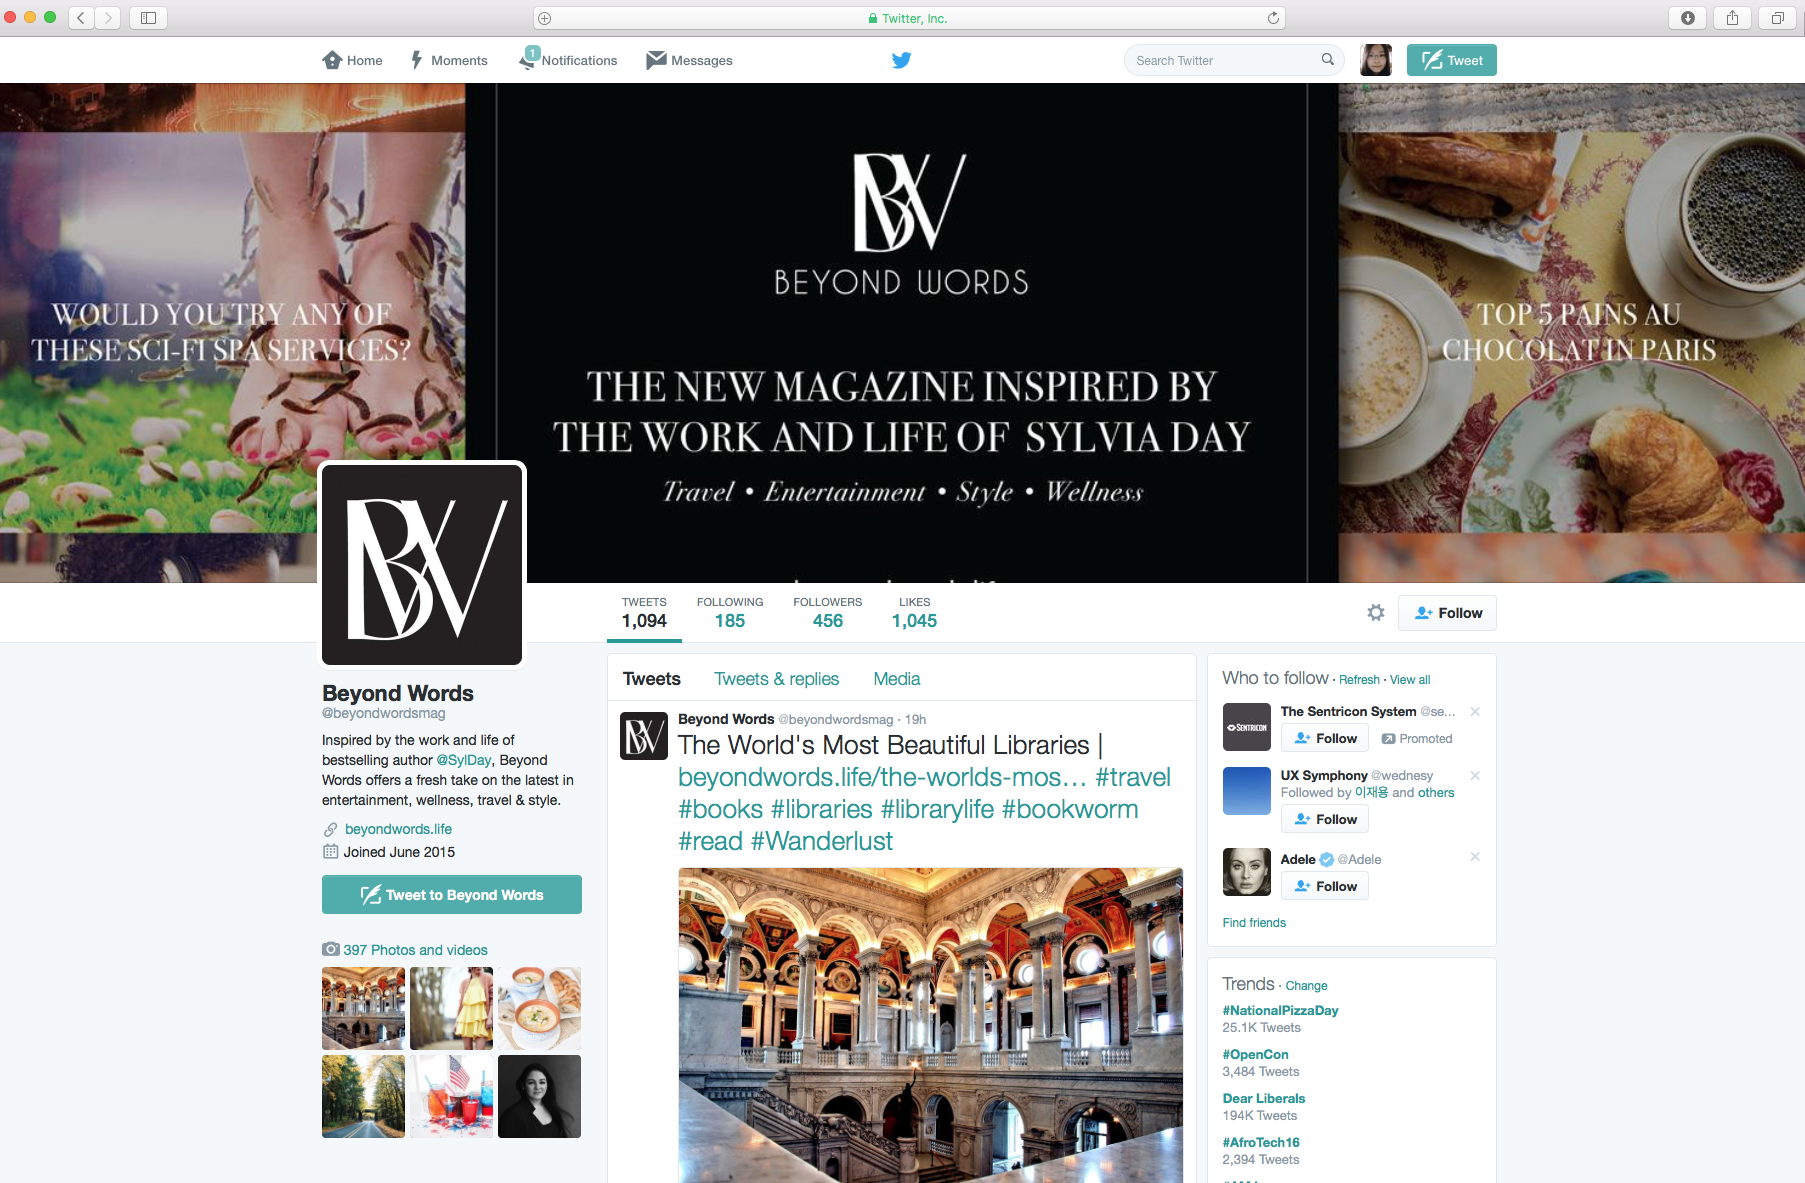 Twitter, Inc.
Home
Moments
1
Notifications
Messages
Search Twitter
Tweet
WOULD YOU TRY ANY OF
THESE SCI-FI SPA SERVICES?
BW
BEYOND WORDS
THE NEW MAGAZINE INSPIRED BY
THE WORK AND LIFE OF SYLVIA DAY
Travel • Entertainment • Style • Wellness
TOP 5 PAINS AU
CHOCOLAT IN PARIS
BW
TWEETS
1,094
FOLLOWING
185
FOLLOWERS
456
LIKES
1,045
Follow
Beyond Words
@beyondwordsmag
Inspired by the work and life of
bestselling author @SylDay, Beyond
Words offers a fresh take on the latest in
entertainment, wellness, travel & style.
beyondwords.life
Joined June 2015
Tweet to Beyond Words
397 Photos and videos
Tweets
Tweets & replies
Media
BW
Beyond Words @beyondwordsmag · 19h
The World's Most Beautiful Libraries |
beyondwords.life/the-worlds-mos… #travel
#books #libraries #librarylife #bookworm
#read #Wanderlust
Who to follow · Refresh · View all
SENTRICON
The Sentricon System @se...
Follow
Promoted
UX Symphony @wednesy
Followed by 이재용 and others
Follow
Adele @Adele
Follow
Find friends
Trends · Change
#NationalPizzaDay
25.1K Tweets
#OpenCon
3,484 Tweets
Dear Liberals
194K Tweets
#AfroTech16
2,394 Tweets